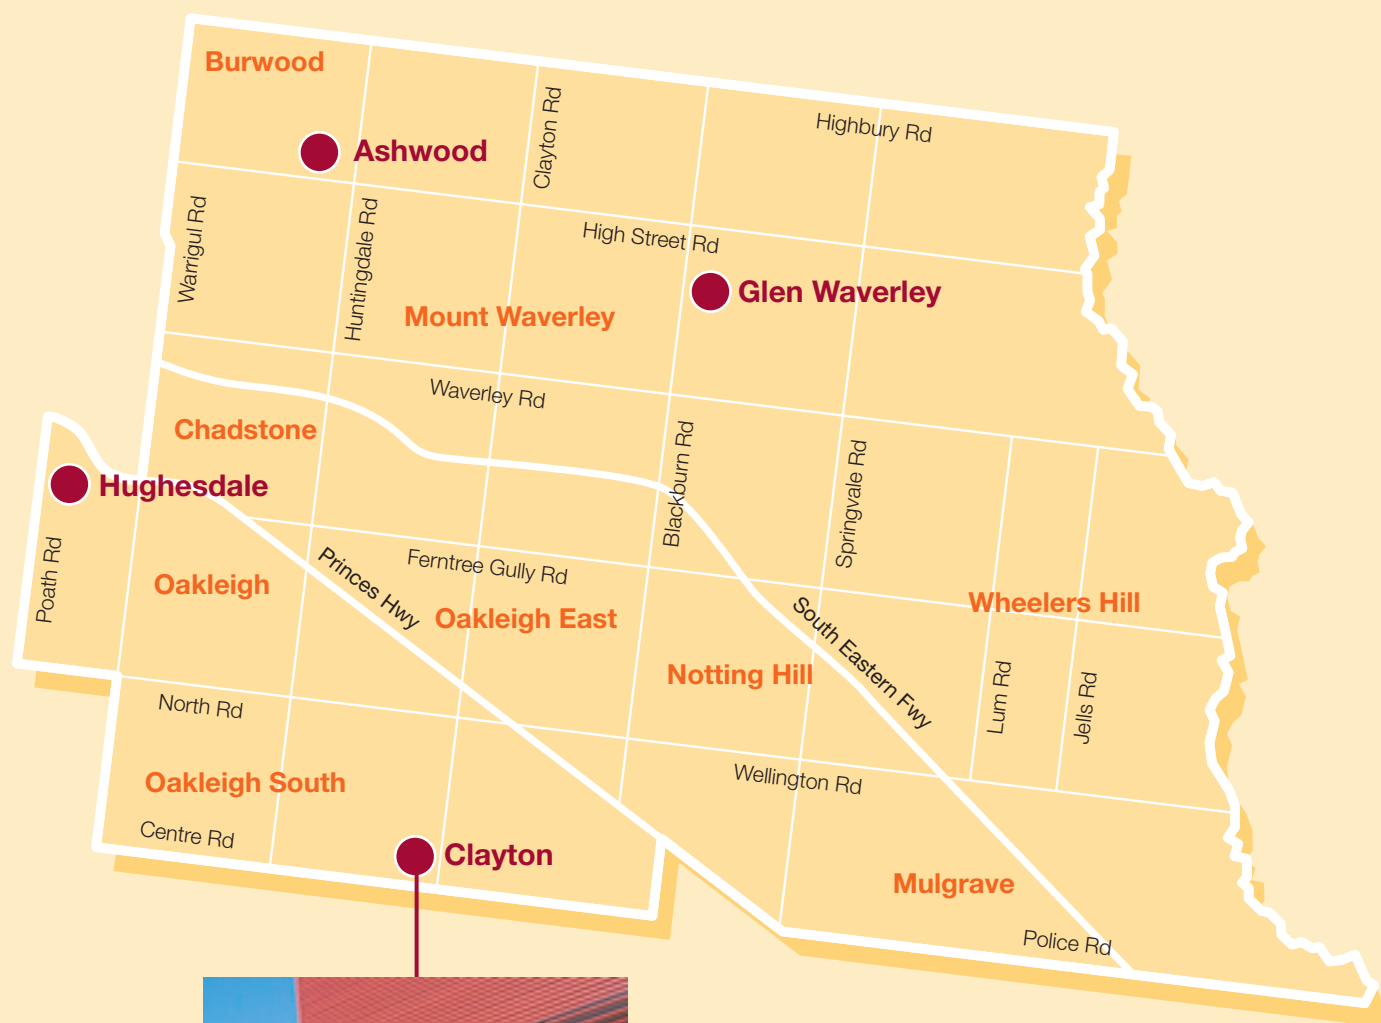 Burwood
Highbury Rd
Clayton Rd
Ashwood
Warrigul Rd
Huntingdale Rd
High Street Rd
Glen Waverley
Mount Waverley
Waverley Rd
Chadstone
Blackburn Rd
Springvale Rd
Hughesdale
Poath Rd
Ferntree Gully Rd
Princes Hwy
Oakleigh
Oakleigh East
South Eastern Fwy
Wheelers Hill
Notting Hill
Lum Rd
Jells Rd
North Rd
Oakleigh South
Wellington Rd
Centre Rd
Clayton
Mulgrave
Police Rd